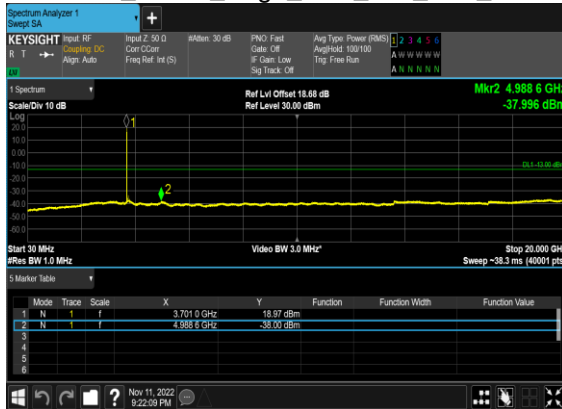 Spectrum Analyzer 1
Swept SA
+
KEYSIGHT Input: RF Input Z: 50 Ω #Atten: 30 dB PNO: Fast Avg Type: Power (RMS) 1 2 3 4 5 6
R T Coupling: DC Corr CCorr Gate: Off Avg|Hold: 100/100 A W W W W W
Align: Auto Freq Ref: Int (S) IF Gain: Low Trig: Free Run
Sig Track: Off A N N N N N
1 Spectrum
Ref Lvl Offset 18.68 dB Mkr2 4.988 6 GHz
Scale/Div 10 dB Ref Level 30.00 dBm -37.996 dBm
Log
20.0
10.0
0.00
-10.0
DL1 -13.00 dBm
-20.0
-30.0
-40.0
-50.0
-60.0
1
2
Start 30 MHz Video BW 3.0 MHz* Stop 20.000 GH
#Res BW 1.0 MHz Sweep ~38.3 ms (40001 pts
5 Marker Table
Mode Trace Scale X Y Function Function Width Function Value
1 N 1 f 3.701 0 GHz 18.97 dBm
2 N 1 f 4.988 6 GHz -38.00 dBm
3
4
5
6
? Nov 11, 2022
9:22:09 PM